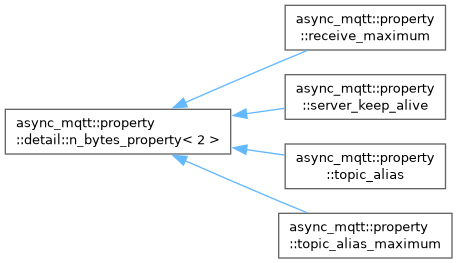 async_mqtt::property
::receive_maximum
async_mqtt::property
::server_keep_alive
async_mqtt::property
::detail::n_bytes_property< 2 >
async_mqtt::property
::topic_alias
async_mqtt::property
::topic_alias_maximum